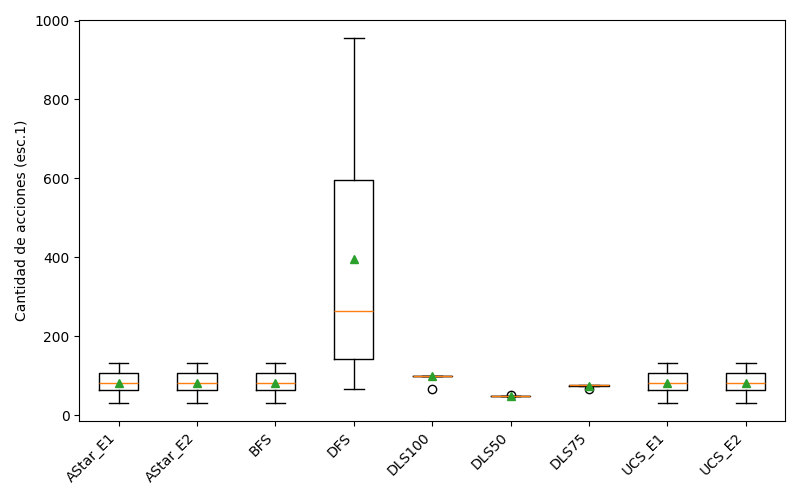 1000
800
600
400
200
0
Cantidad de acciones (esc.1)
AStar_E1
AStar_E2
BFS
DFS
DLS100
DLS50
DLS75
UCS_E1
UCS_E2